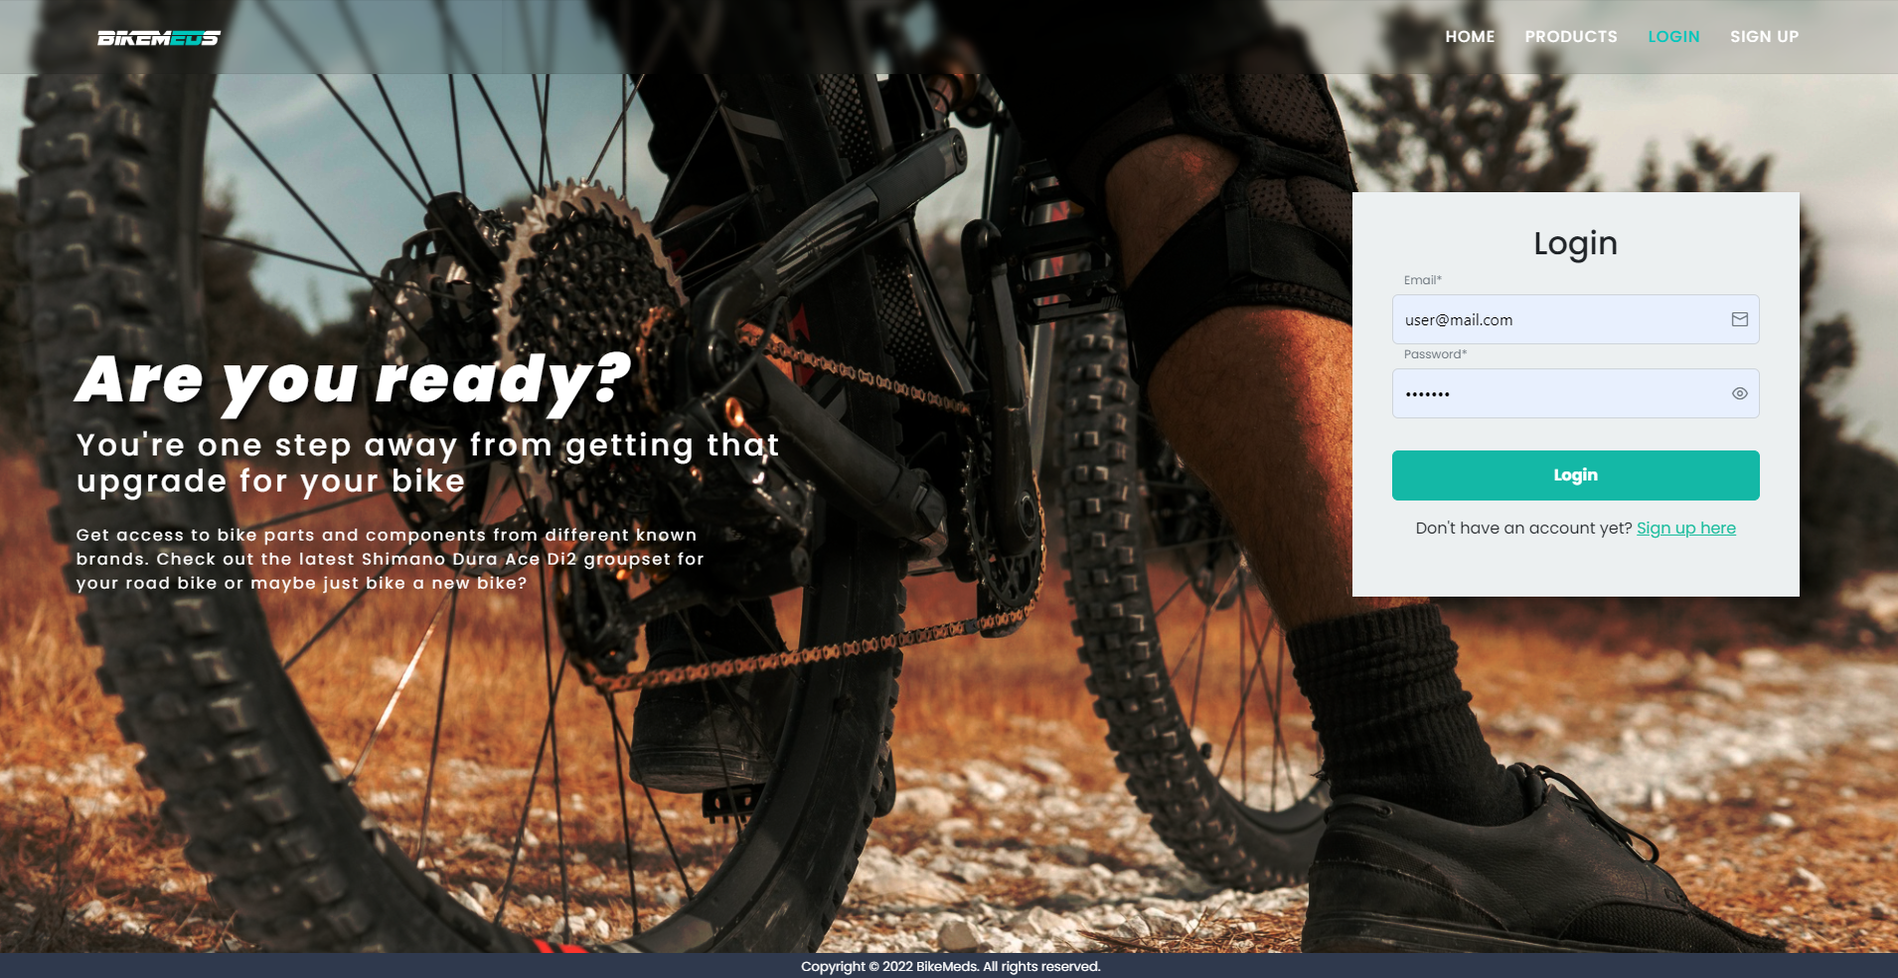 BIKEMEDS
HOME PRODUCTS LOGIN SIGN UP
Are you ready?
You're one step away from getting that
upgrade for your bike
Get access to bike parts and components from different known
brands. Check out the latest Shimano Dura Ace Di2 groupset for
your road bike or maybe just bike a new bike?
Login
Email*
user@mail.com
Password*
•••••••
Login
Don't have an account yet? Sign up here
Copyright © 2022 BikeMeds. All rights reserved.